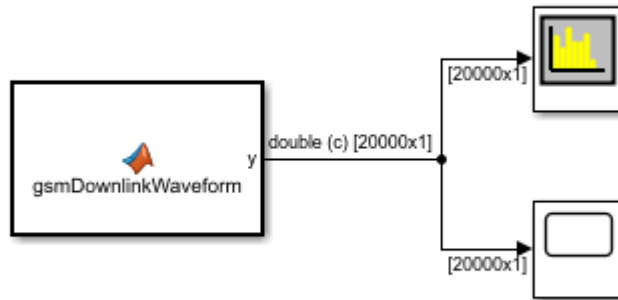 [20000x1]
double (c) [20000x1]
y
gsmDownlinkWaveform
[20000x1]